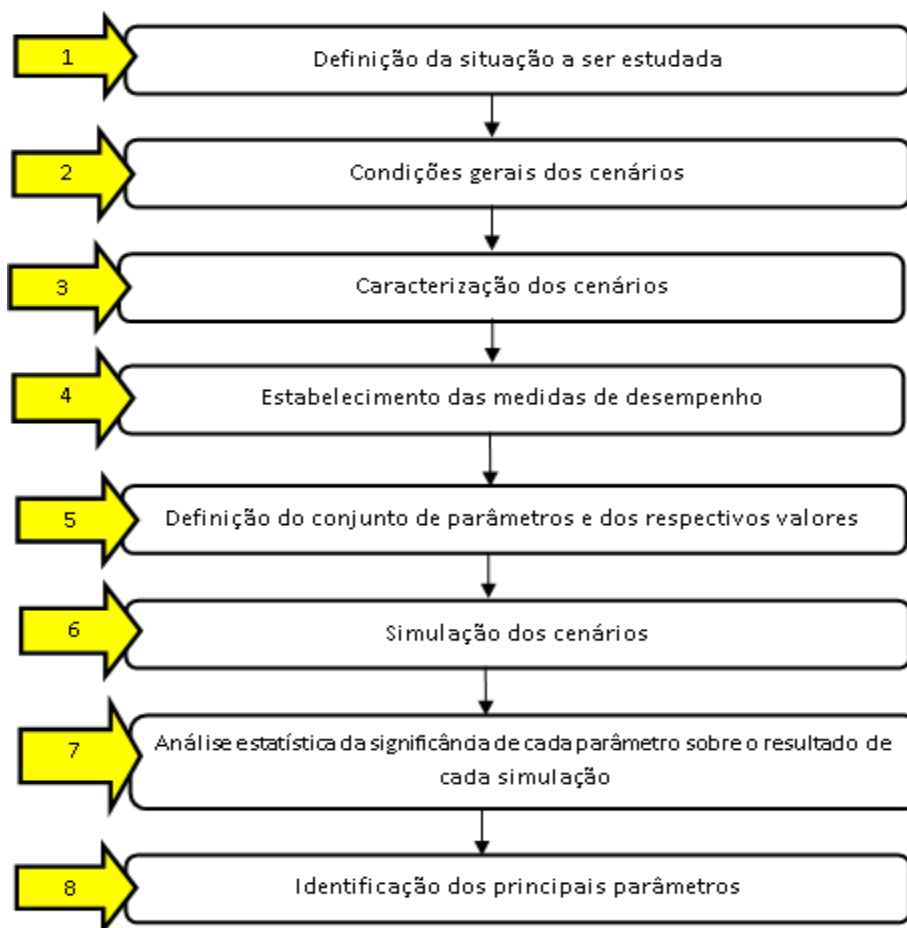 1
Definição da situação a ser estudada
2
Condições gerais dos cenários
3
Caracterização dos cenários
4
Estabelecimento das medidas de desempenho
5
Definição do conjunto de parâmetros e dos respectivos valores
6
Simulação dos cenários
7
Análise estatística da significância de cada parâmetro sobre o resultado de
cada simulação
8
Identificação dos principais parâmetros